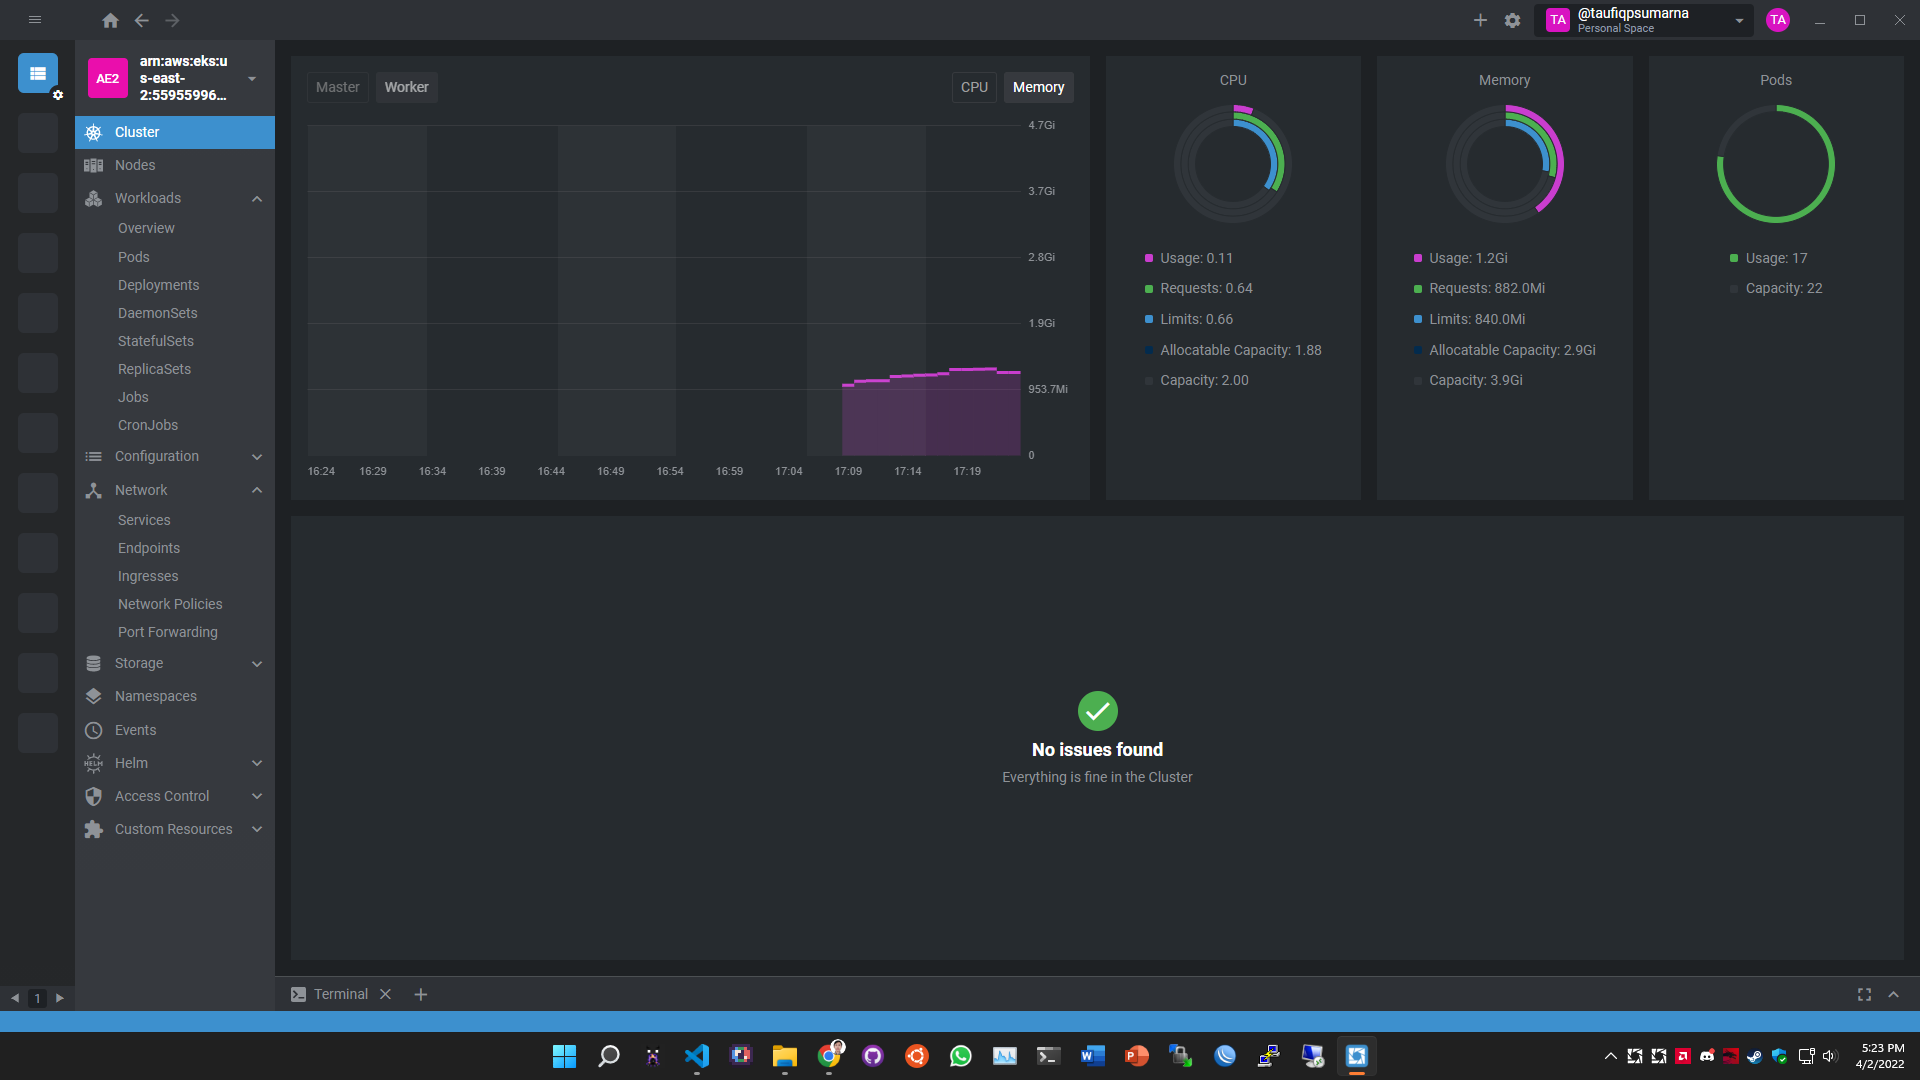 TA
@taufiqpsumarna
Personal Space
TA
AE2
arn:aws:eks:u
s-east-
2:55955996...
Cluster
Nodes
Workloads
Overview
Pods
Deployments
DaemonSets
StatefulSets
ReplicaSets
Jobs
CronJobs
Configuration
Network
Services
Endpoints
Ingresses
Network Policies
Port Forwarding
Storage
Namespaces
Events
HELM
Helm
Access Control
Custom Resources
1
Master
Worker
CPU
Memory
4.7Gi
3.7Gi
2.8Gi
1.9Gi
953.7Mi
0
16:24 16:29 16:34 16:39 16:44 16:49 16:54 16:59 17:04 17:09 17:14 17:19
CPU
Usage: 0.11
Requests: 0.64
Limits: 0.66
Allocatable Capacity: 1.88
Capacity: 2.00
Memory
Usage: 1.2Gi
Requests: 882.0Mi
Limits: 840.0Mi
Allocatable Capacity: 2.9Gi
Capacity: 3.9Gi
Pods
Usage: 17
Capacity: 22
No issues found
Everything is fine in the Cluster
Terminal
W
P
5:23 PM
4/2/2022